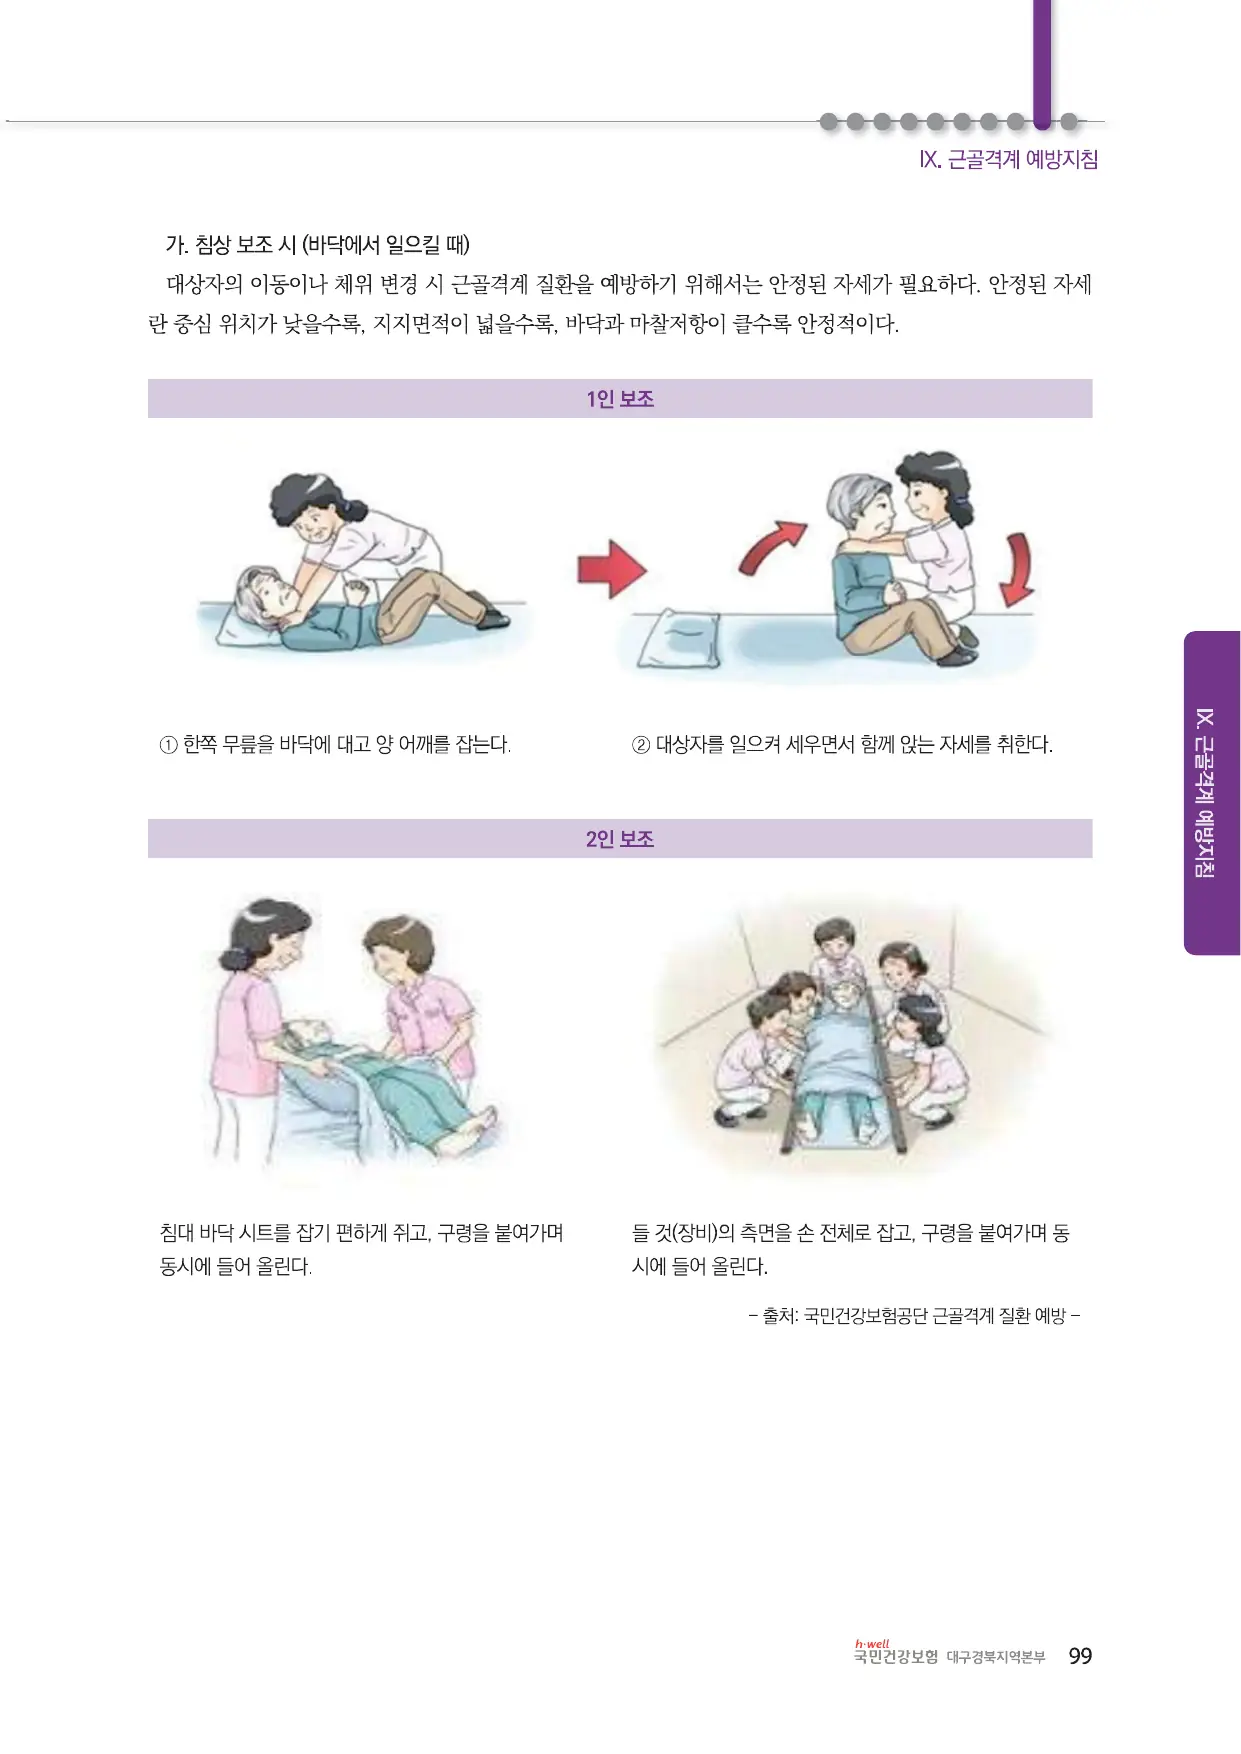 IX. 근골격계 예방지침
가. 침상 보조 시 (바닥에서 일으킬 때)
대상자의 이동이나 체위 변경 시 근골격계 질환을 예방하기 위해서는 안정된 자세가 필요하다. 안정된 자세
란 중심 위치가 낮을수록, 지지면적이 넓을수록, 바닥과 마찰저항이 클수록 안정적이다.
1인 보조
① 한쪽 무릎을 바닥에 대고 양 어깨를 잡는다.
② 대상자를 일으켜 세우면서 함께 앉는 자세를 취한다.
2인 보조
침대 바닥 시트를 잡기 편하게 쥐고, 구령을 붙여가며
동시에 들어 올린다.
들 것(장비)의 측면을 손 전체로 잡고, 구령을 붙여가며 동
시에 들어 올린다.
- 출처: 국민건강보험공단 근골격계 질환 예방 -
IX. 근골격계 예방지침
h·well
국민건강보험 대구경북지역본부 99